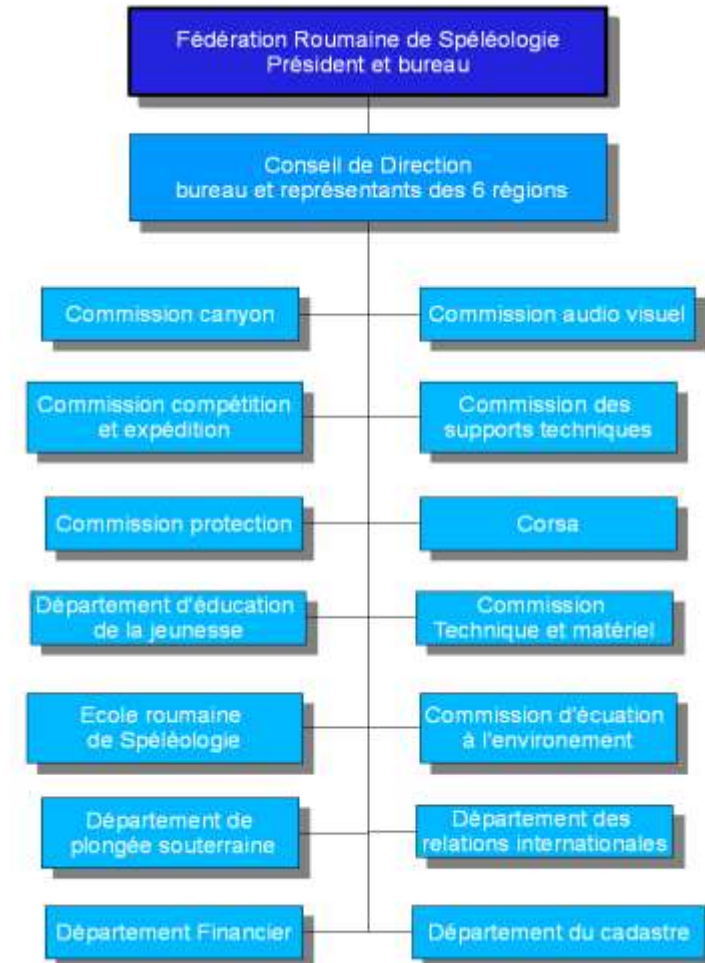 Fédération Roumaine de Spéléologie
Président et bureau
Conseil de Direction
bureau et représentants des 6 régions
Commission canyon
Commission audio visuel
Commission compétition
et expédition
Commission des
supports techniques
Commission protection
Corsa
Département d'éducation
de la jeunesse
Commission
Technique et matériel
Ecole roumaine
de Spéléologie
Commission d'écuation
à l'environement
Département de
plongée souterraine
Département des
relations internationales
Département Financier
Département du cadastre